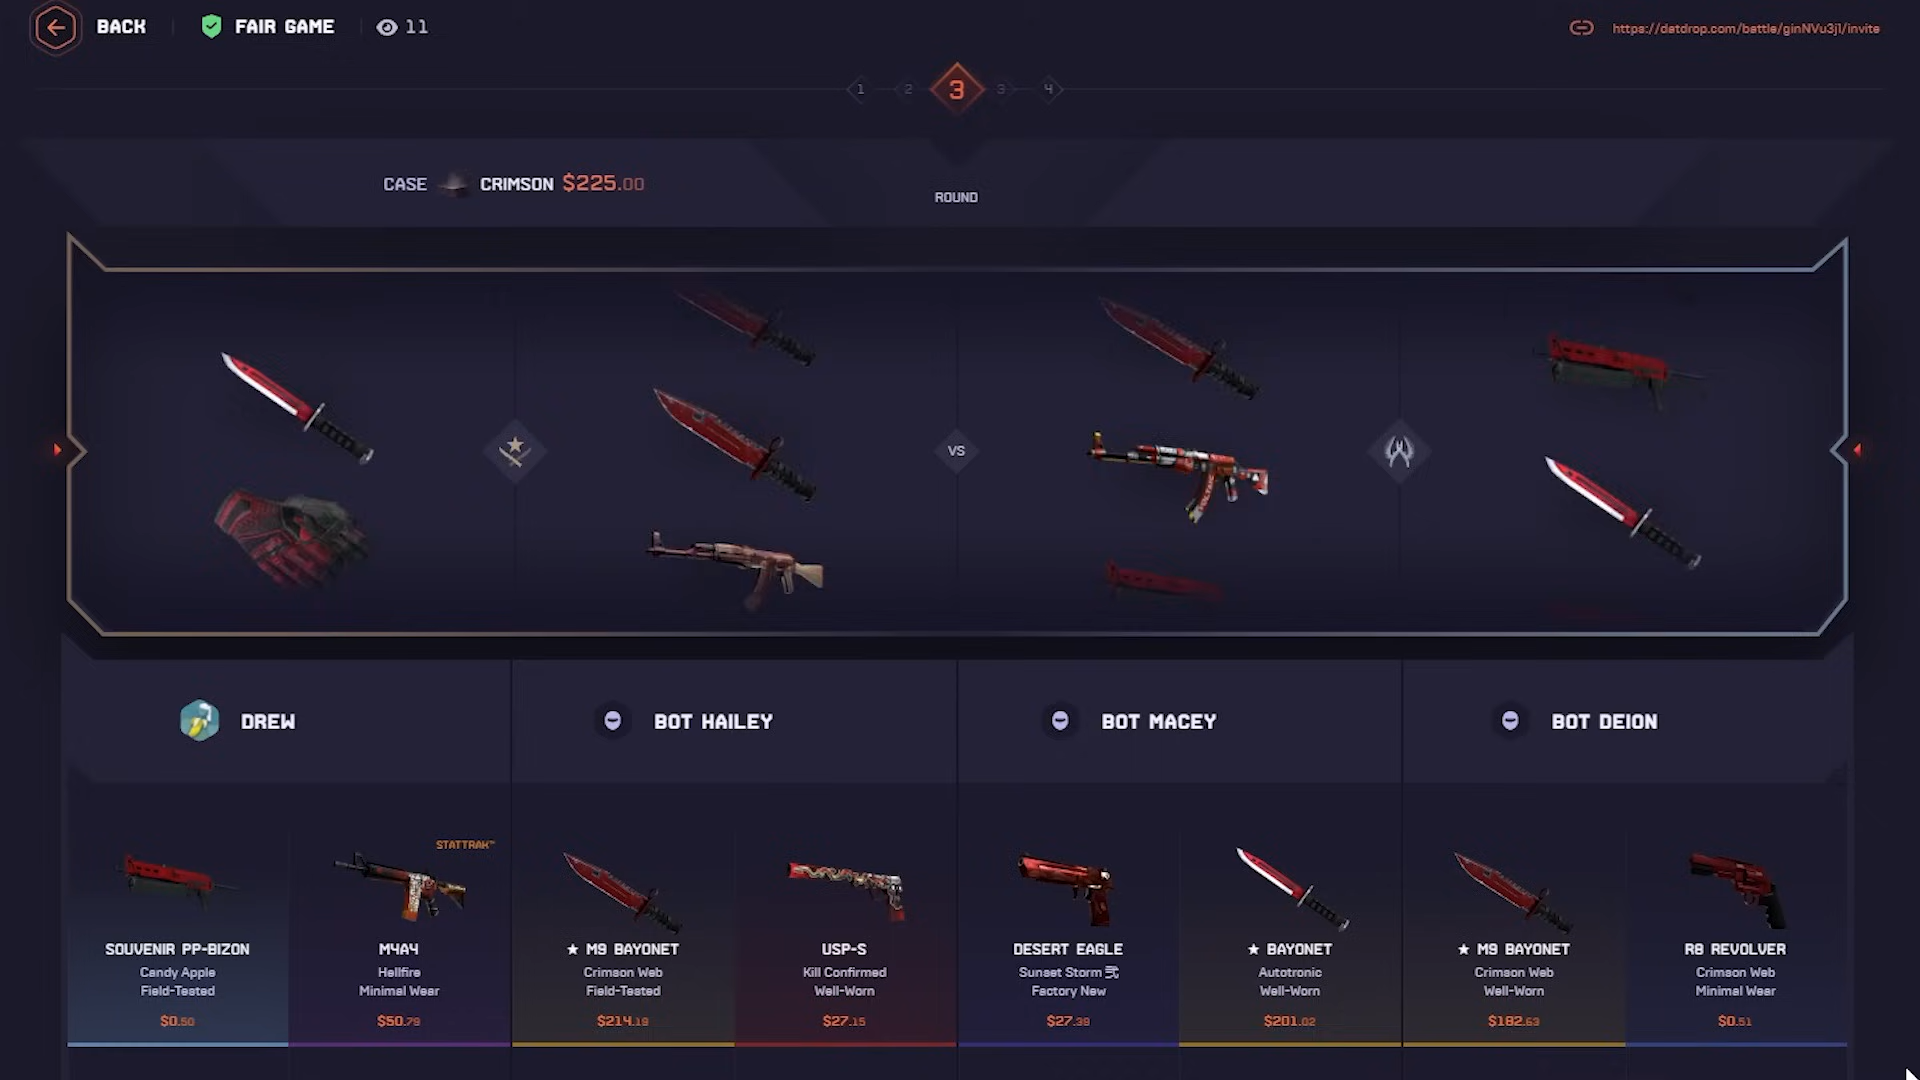 BACK
FAIR GAME
11
https://datdrop.com/battle/ginNVu3jl/invite
1
2
3
3
4
CASE
CRIMSON $225.00
ROUND
VS
DREW
BOT HAILEY
BOT MACEY
BOT DEION
SOUVENIR PP-BIZON
Candy Apple
Field-Tested
$0.50
STATTRAK™
M4A4
Hellfire
Minimal Wear
$50.79
★ M9 BAYONET
Crimson Web
Field-Tested
$214.19
USP-S
Kill Confirmed
Well-Worn
$27.15
DESERT EAGLE
Sunset Storm 弐
Factory New
$27.39
★ BAYONET
Autotronic
Well-Worn
$201.02
★ M9 BAYONET
Crimson Web
Well-Worn
$182.63
R8 REVOLVER
Crimson Web
Minimal Wear
$0.51